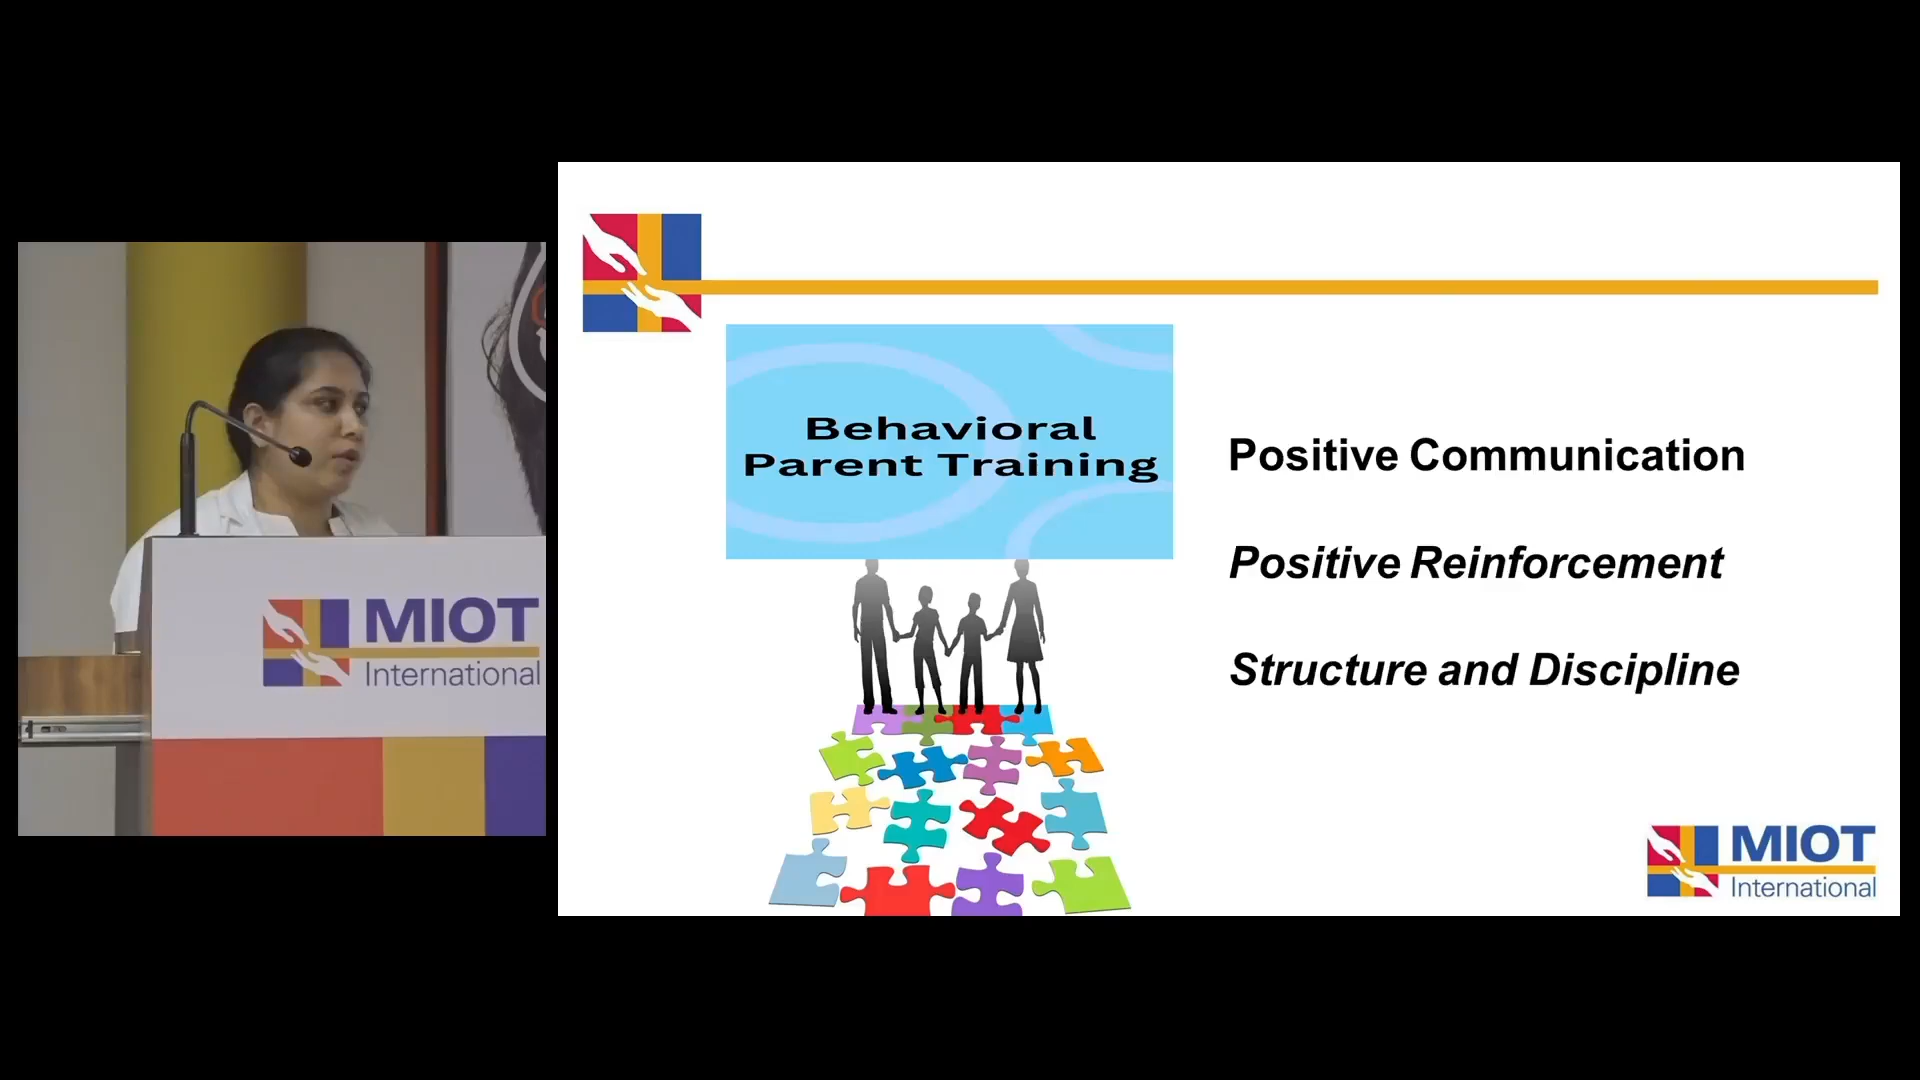 MIOT
International
Behavioral
Parent Training
Positive Communication
Positive Reinforcement
Structure and Discipline
MIOT
International